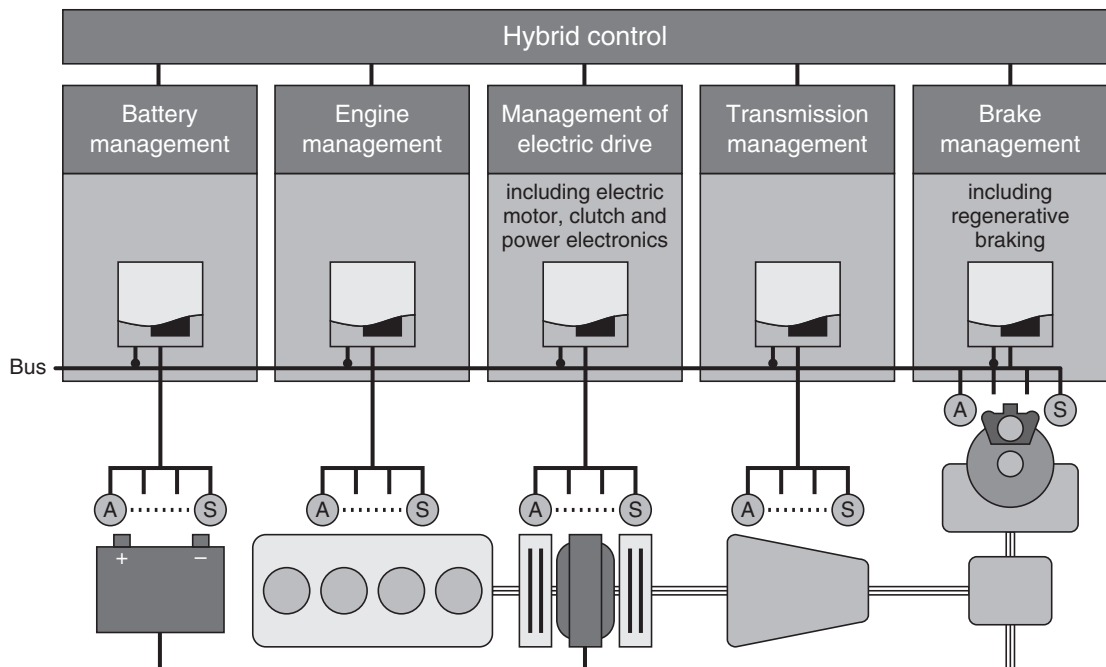 Hybrid control
Battery
management
Engine
management
Management of
electric drive
including electric
motor, clutch and
power electronics
Transmission
management
Brake
management
including
regenerative
braking
Bus
A
S
A
S
A
S
A
S
A
S
+
−